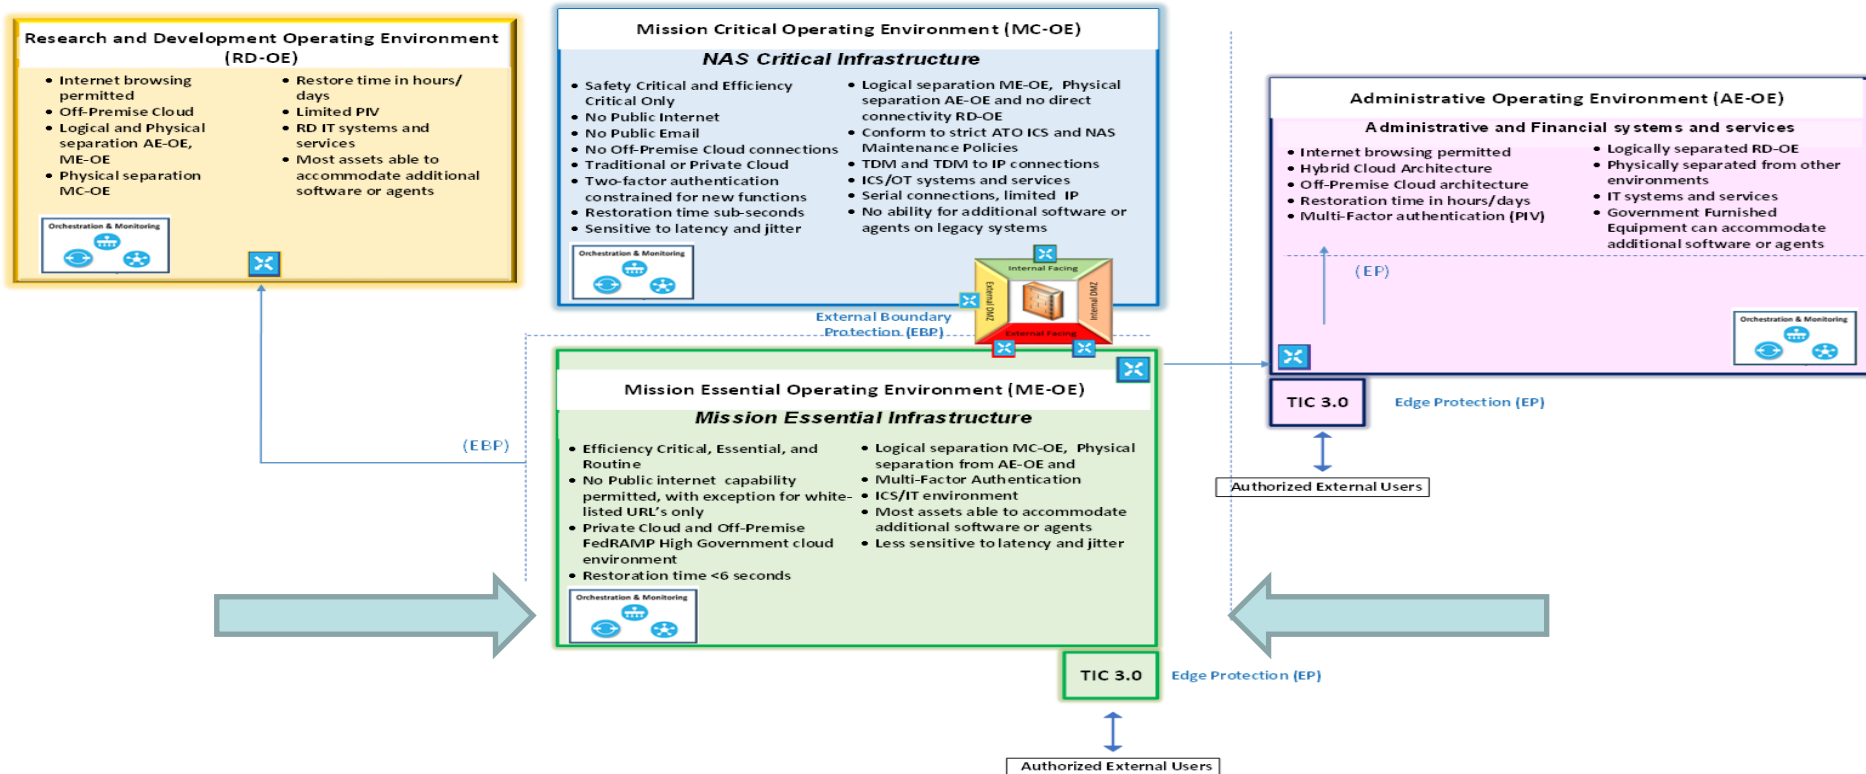 Research and Development Operating Environment
(RD-OE)
• Internet browsing
permitted
• Off-Premise Cloud
• Logical and Physical
separation AE-OE,
ME-OE
• Physical separation
MC-OE
• Restore time in hours/
days
• Limited PIV
• RD IT systems and
services
• Most assets able to
accommodate additional
software or agents
Orchestration & Monitoring
Mission Critical Operating Environment (MC-OE)
NAS Critical Infrastructure
• Safety Critical and Efficiency
Critical Only
• No Public Internet
• No Public Email
• No Off-Premise Cloud connections
• Traditional or Private Cloud
• Two-factor authentication
constrained for new functions
• Restoration time sub-seconds
• Sensitive to latency and jitter
• Logical separation ME-OE, Physical
separation AE-OE and no direct
connectivity RD-OE
• Conform to strict ATO ICS and NAS
Maintenance Policies
• TDM and TDM to IP connections
• ICS/OT systems and services
• Serial connections, limited IP
• No ability for additional software or
agents on legacy systems
Orchestration & Monitoring
Internal Facing
External DMZ
Internal DMZ
External Facing
External Boundary
Protection (EBP)
Administrative Operating Environment (AE-OE)
Administrative and Financial systems and services
• Internet browsing permitted
• Hybrid Cloud Architecture
• Off-Premise Cloud architecture
• Restoration time in hours/days
• Multi-Factor authentication (PIV)
• Logically separated RD-OE
• Physically separated from other
environments
• IT systems and services
• Government Furnished
Equipment can accommodate
additional software or agents
(EP)
Orchestration & Monitoring
TIC 3.0
Edge Protection (EP)
Authorized External Users
(EBP)
Mission Essential Operating Environment (ME-OE)
Mission Essential Infrastructure
• Efficiency Critical, Essential, and
Routine
• No Public internet capability
permitted, with exception for white-
listed URL's only
• Private Cloud and Off-Premise
FedRAMP High Government cloud
environment
• Restoration time <6 seconds
• Logical separation MC-OE, Physical
separation from AE-OE and
• Multi-Factor Authentication
• ICS/IT environment
• Most assets able to accommodate
additional software or agents
• Less sensitive to latency and jitter
Orchestration & Monitoring
TIC 3.0
Edge Protection (EP)
Authorized External Users